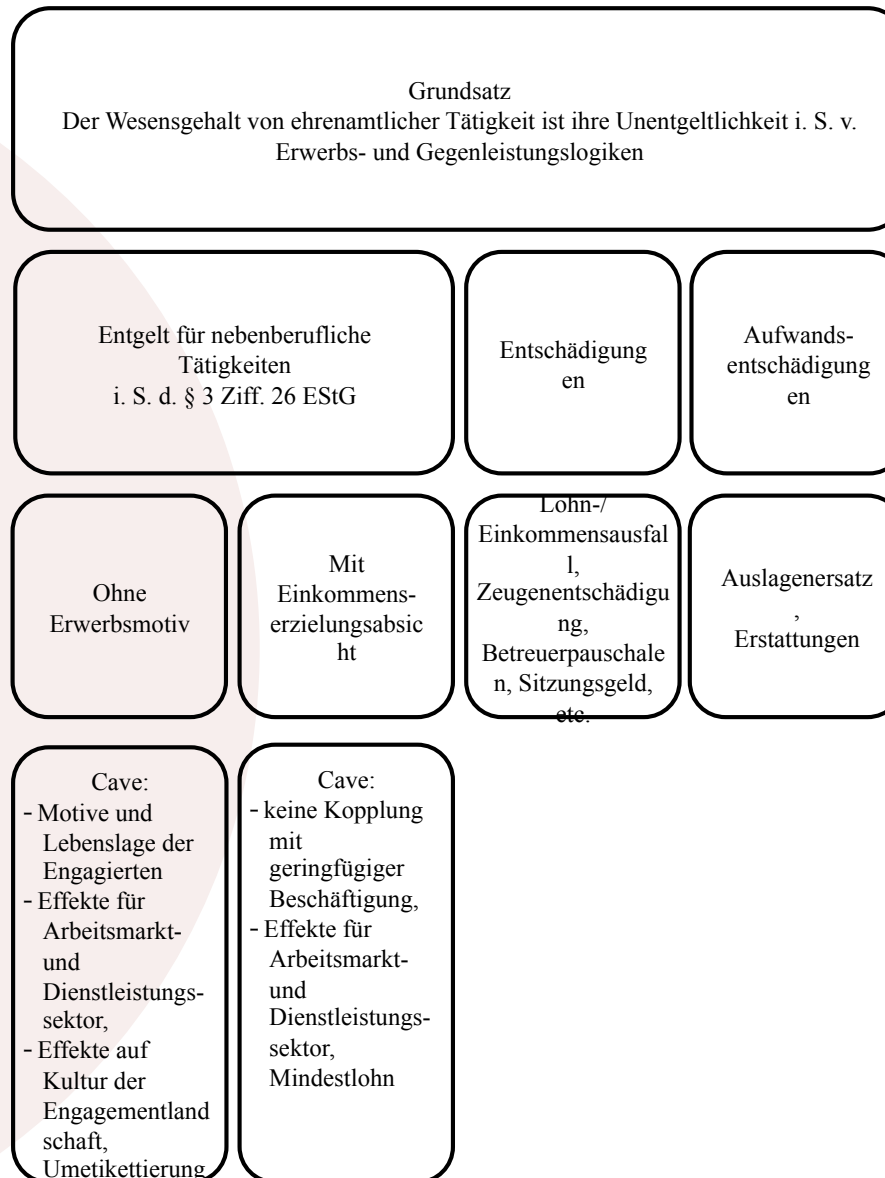 Grundsatz
Der Wesensgehalt von ehrenamtlicher Tätigkeit ist ihre Unentgeltlichkeit i. S. v.
Erwerbs- und Gegenleistungslogiken
Entgelt für nebenberufliche
Tätigkeiten
i. S. d. § 3 Ziff. 26 EStG
Entschädigung
en
Aufwands-
entschädigung
en
Ohne
Erwerbsmotiv
Mit
Einkommens-
erzielungsabsic
ht
Lohn-/
Einkommensausfal
l,
Zeugenentschädigu
ng,
Betreuerpauschale
n, Sitzungsgeld,
etc.
Auslagenersatz
,
Erstattungen
Cave:
- Motive und
Lebenslage der
Engagierten
- Effekte für
Arbeitsmarkt-
und
Dienstleistungs-
sektor,
- Effekte auf
Kultur der
Engagementland
schaft,
Umetikettierung
Cave:
- keine Kopplung
mit
geringfügiger
Beschäftigung,
- Effekte für
Arbeitsmarkt-
und
Dienstleistungs-
sektor,
Mindestlohn